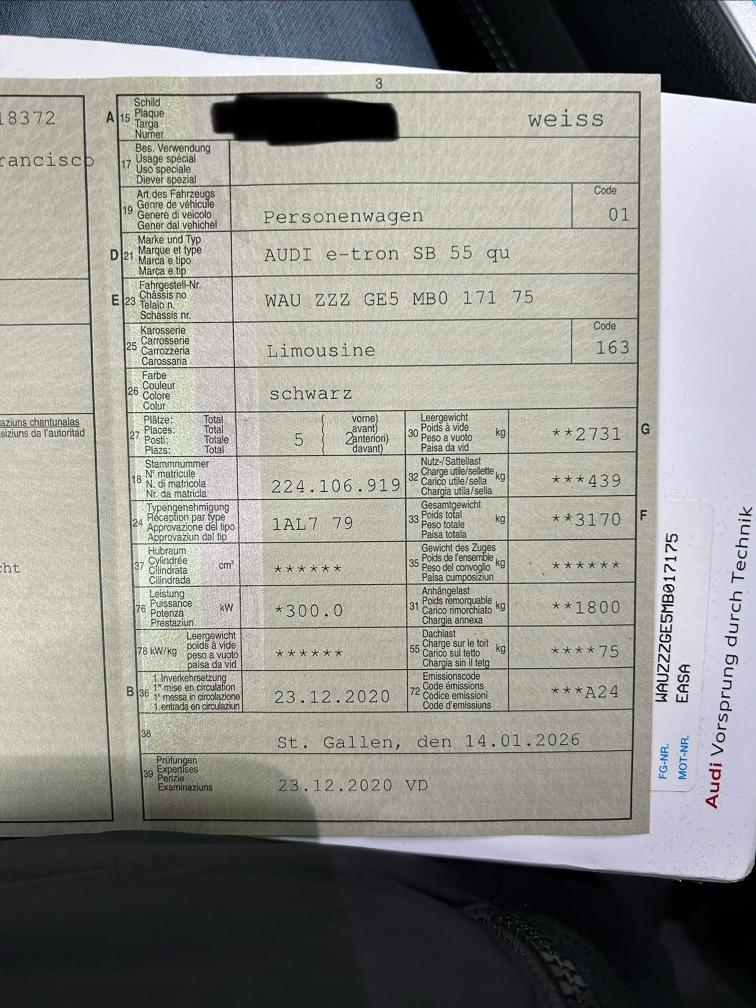 3
18372
rancisco
aziuns chantunalas
siziuns da l'autoritad
cht
A 15 Schild
Plaque
Targa
Numer
weiss
17 Bes. Verwendung
Usage spécial
Uso speciale
Diever spezial
19 Art des Fahrzeugs
Genre de véhicule
Genere di veicolo
Gener dal vehichel
Personenwagen
Code
01
D 21 Marke und Typ
Marque et type
Marca e tipo
Marca e tip
AUDI e-tron SB 55 qu
E 23 Fahrgestell-Nr.
Châssis no
Telaio n.
Schassis nr.
WAU ZZZ GE5 MB0 171 75
25 Karosserie
Carrosserie
Carrozzeria
Carossaria
Limousine
Code
163
26 Farbe
Couleur
Colore
Colur
schwarz
27 Plätze: Total
Places: Total
Posti: Totale
Plazs: Total
5 ( vorne)
avant)
2anteriori)
davant)
30 Leergewicht
Poids à vide
Peso a vuoto
Paisa da vid
kg
**2731 G
18 Stammnummer
N° matricule
N. di matricola
Nr. da matricla
224.106.919
32 Nutz-/Sattellast
Charge utile/sellette
Carico utile/sella
Chargia utila/sella
kg
***439
24 Typengenehmigung
Réception par type
Approvazione del tipo
Approvaziun dal tip
1AL7 79
33 Gesamtgewicht
Poids total
Peso totale
Paisa totala
kg
**3170 F
37 Hubraum
Cylindrée
Cilindrata
Cilindrada
cm³
******
35 Gewicht des Zuges
Poids de l'ensemble
Peso del convoglio
Paisa cumposiziun
kg
******
76 Leistung
Puissance
Potenza
Prestaziun
kW
*300.0
31 Anhängelast
Poids remorquable
Carico rimorchiato
Chargia annexa
kg
**1800
78 kW/kg Leergewicht
poids à vide
peso a vuoto
paisa da vid
******
55 Dachlast
Charge sur le toit
Carico sul tetto
Chargia sin il tetg
kg
****75
B 36 1. Inverkehrsetzung
1re mise en circulation
1a messa in circolazione
1. entrada en circulaziun
23.12.2020
72 Emissionscode
Code émissions
Codice emissioni
Code d'emissiuns
***A24
38
St. Gallen, den 14.01.2026
39 Prüfungen
Expertises
Perizie
Examinaziuns
23.12.2020 VD
FG-NR. WAUZZZGE5MB017175
MOT-NR. EASA
Audi Vorsprung durch Technik